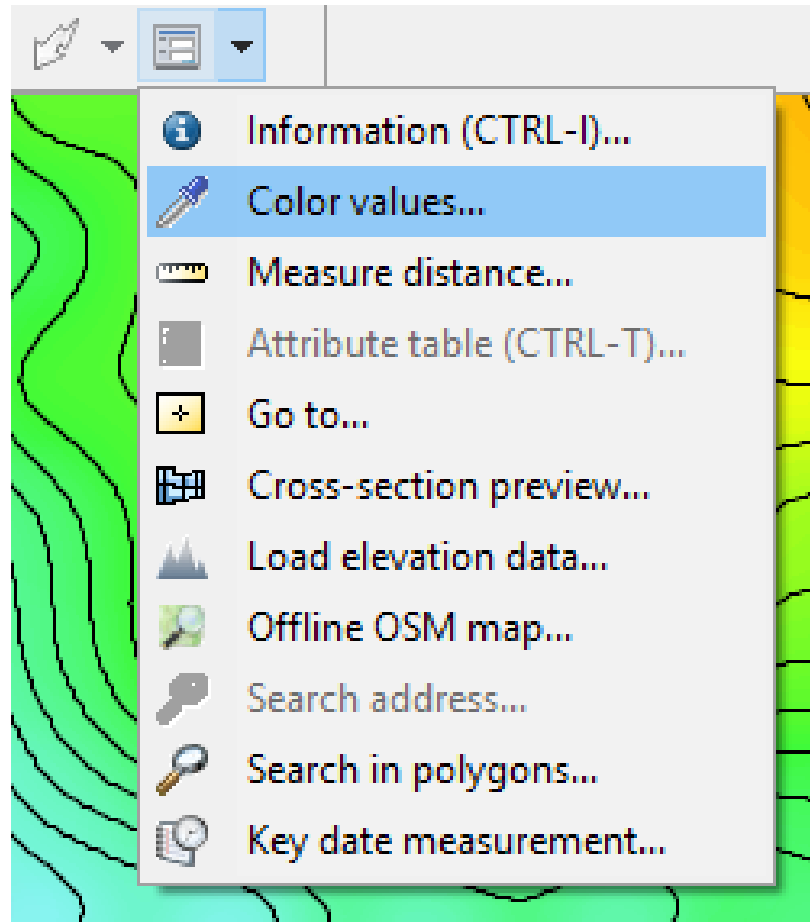 Information (CTRL-I)...
Color values...
Measure distance...
Attribute table (CTRL-T)...
Go to...
Cross-section preview...
Load elevation data...
Offline OSM map...
Search address...
Search in polygons...
Key date measurement...